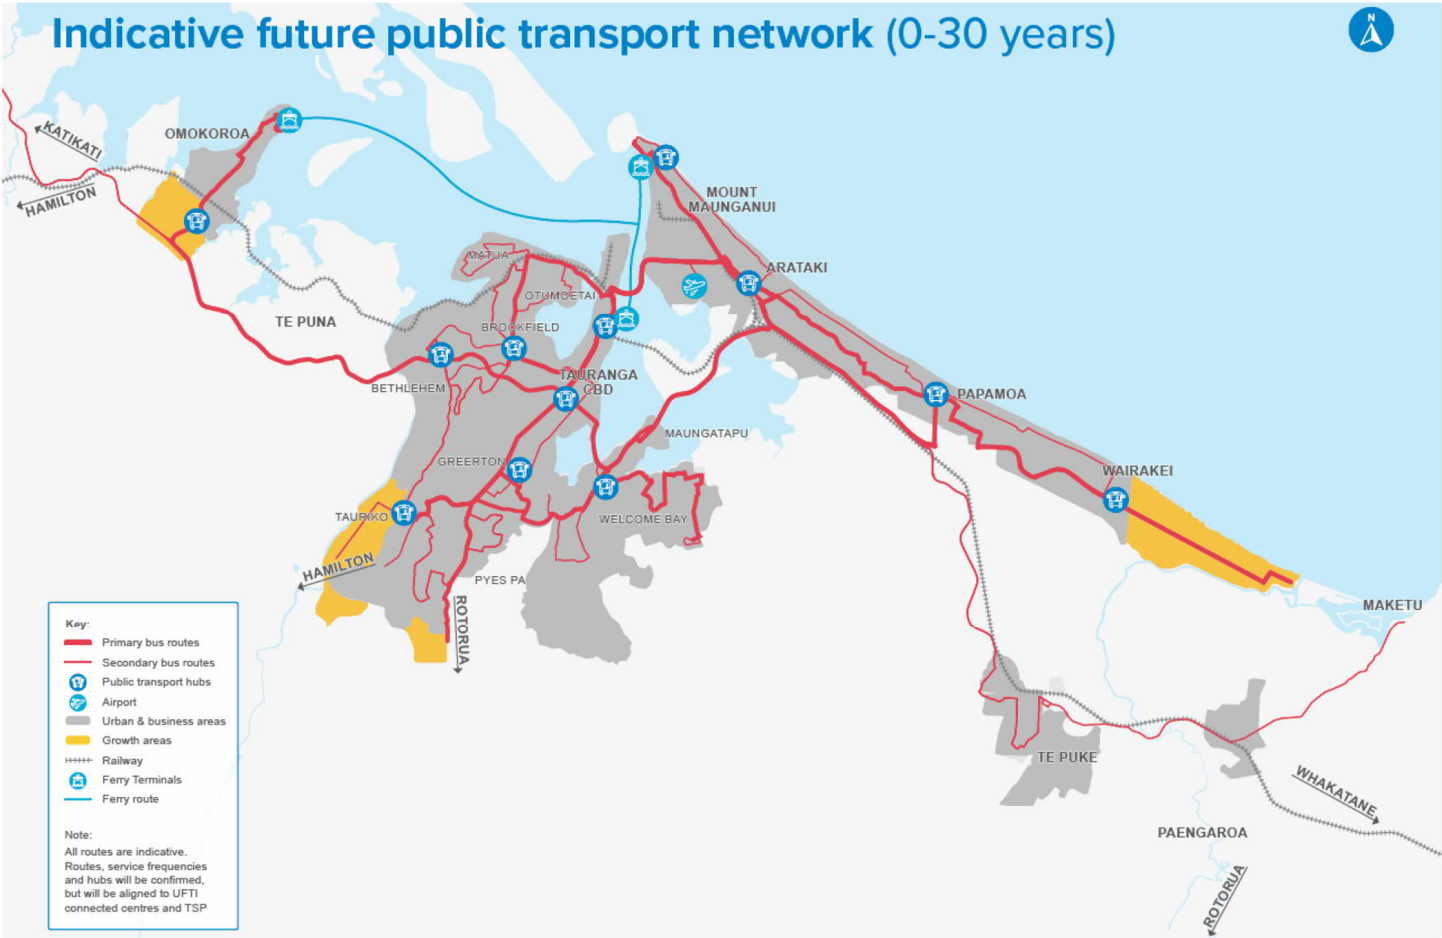 Indicative future public transport network (0-30 years)
N
KATIKATI
OMOKOROA
HAMILTON
MOUNT
MAUNGANUI
MATUA
ARATAKI
OTUMOETAI
TE PUNA
BROOKFIELD
TAURANGA
CBD
BETHLEHEM
PAPAMOA
MAUNGATAPU
GREERTON
WAIRAKEI
TAURIKO
WELCOME BAY
HAMILTON
PYES PA
ROTORUA
MAKETU
TE PUKE
WHAKATANE
PAENGAROA
ROTORUA
Key:
Primary bus routes
Secondary bus routes
Public transport hubs
Airport
Urban & business areas
Growth areas
Railway
Ferry Terminals
Ferry route
Note:
All routes are indicative.
Routes, service frequencies
and hubs will be confirmed,
but will be aligned to UFTI
connected centres and TSP